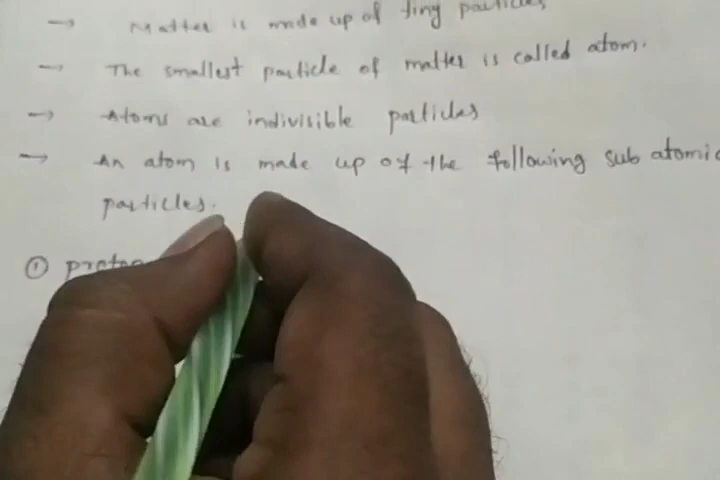 → Matter is made up of tiny particles
→ The smallest particle of matter is called atom.
→ Atoms are indivisible particles
→ An atom is made up of the following sub atomic
particles.
①